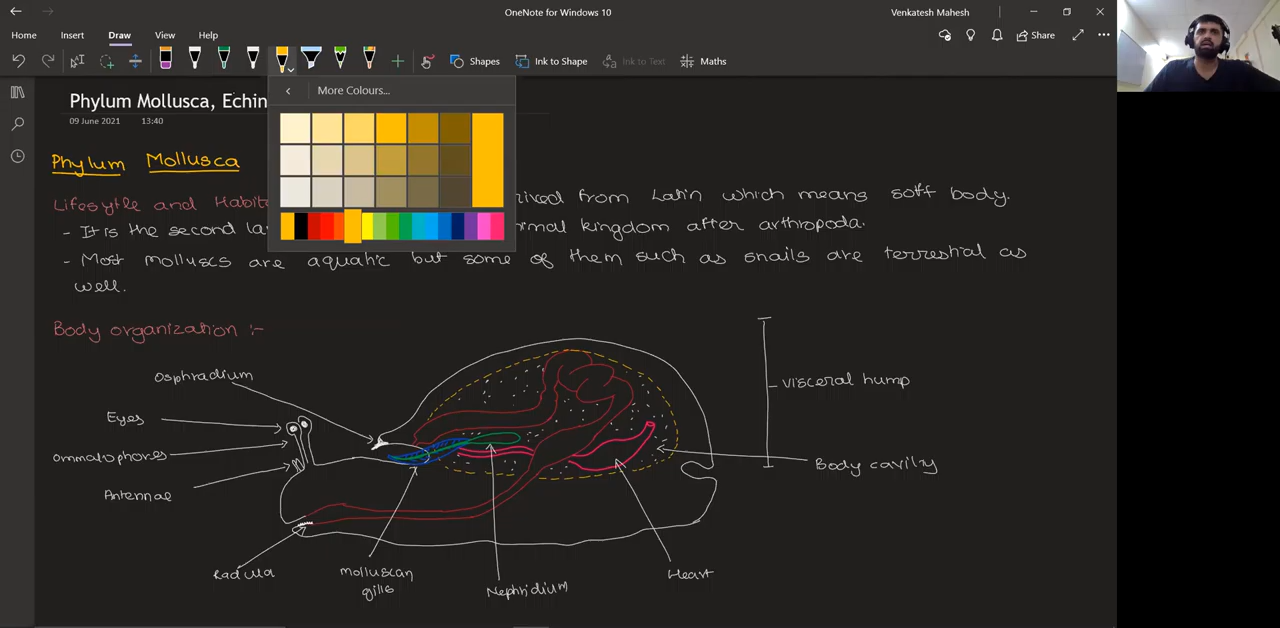 OneNote for Windows 10
Venkatesh Mahesh
Home Insert Draw View Help
Share
Shapes Ink to Shape Ink to Text Maths
More Colours...
Phylum Mollusca, Echin
09 June 2021 13:40
Phylum Mollusca
Lifesytle and Habita rived from Latin which means soft body.
- It is the second la nimal kingdom after arthropoda.
- Most molluscs are aquatic but some of them such as snails are terrestial as
well.
Body organization :-
Osphradium
Eyes
Ommatophores
Antennae
Radula
Molluscan
gills
Nephridium
Heart
Visceral hump
Body cavity